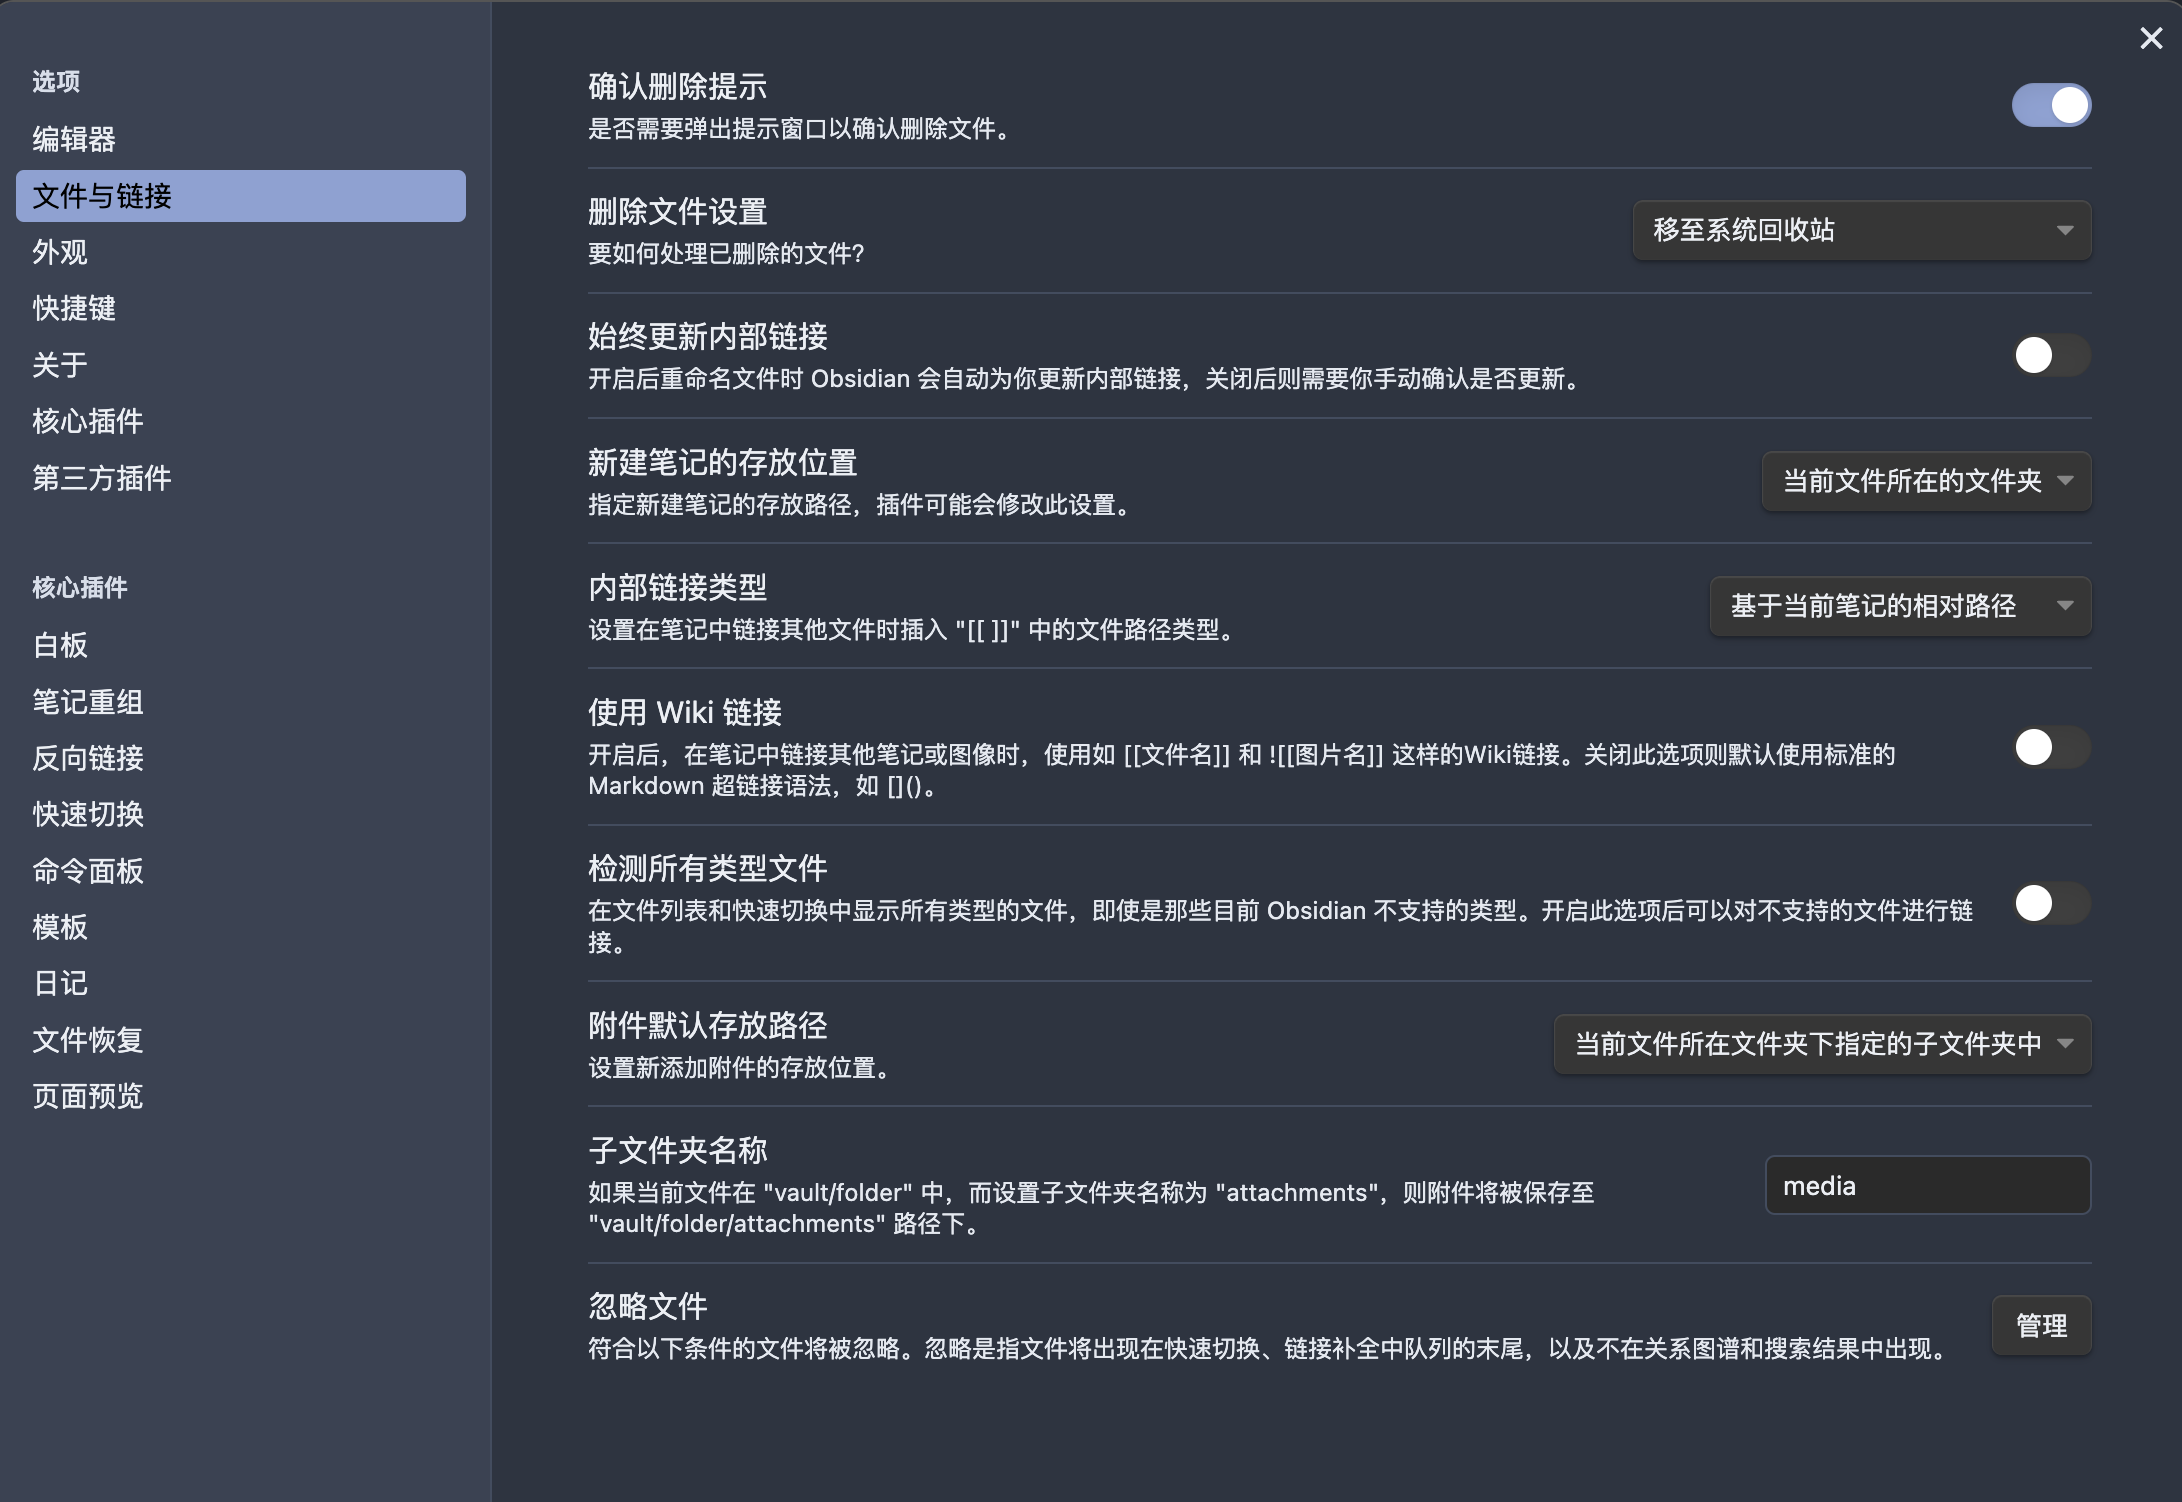 选项
编辑器
文件与链接
外观
快捷键
关于
核心插件
第三方插件
核心插件
白板
笔记重组
反向链接
快速切换
命令面板
模板
日记
文件恢复
页面预览
确认删除提示
是否需要弹出提示窗口以确认删除文件。
删除文件设置
要如何处理已删除的文件?
移至系统回收站
始终更新内部链接
开启后重命名文件时 Obsidian 会自动为你更新内部链接，关闭后则需要你手动确认是否更新。
新建笔记的存放位置
指定新建笔记的存放路径，插件可能会修改此设置。
当前文件所在的文件夹
内部链接类型
设置在笔记中链接其他文件时插入 "[[ ]]" 中的文件路径类型。
基于当前笔记的相对路径
使用 Wiki 链接
开启后，在笔记中链接其他笔记或图像时，使用如 [[文件名]] 和 ![[图片名]] 这样的Wiki链接。关闭此选项则默认使用标准的
Markdown 超链接语法，如 []()。
检测所有类型文件
在文件列表和快速切换中显示所有类型的文件，即使是那些目前 Obsidian 不支持的类型。开启此选项后可以对不支持的文件进行链
接。
附件默认存放路径
设置新添加附件的存放位置。
当前文件所在文件夹下指定的子文件夹中
子文件夹名称
如果当前文件在 "vault/folder" 中，而设置子文件夹名称为 "attachments"，则附件将被保存至
"vault/folder/attachments" 路径下。
media
忽略文件
符合以下条件的文件将被忽略。忽略是指文件将出现在快速切换、链接补全中队列的末尾，以及不在关系图谱和搜索结果中出现。
管理